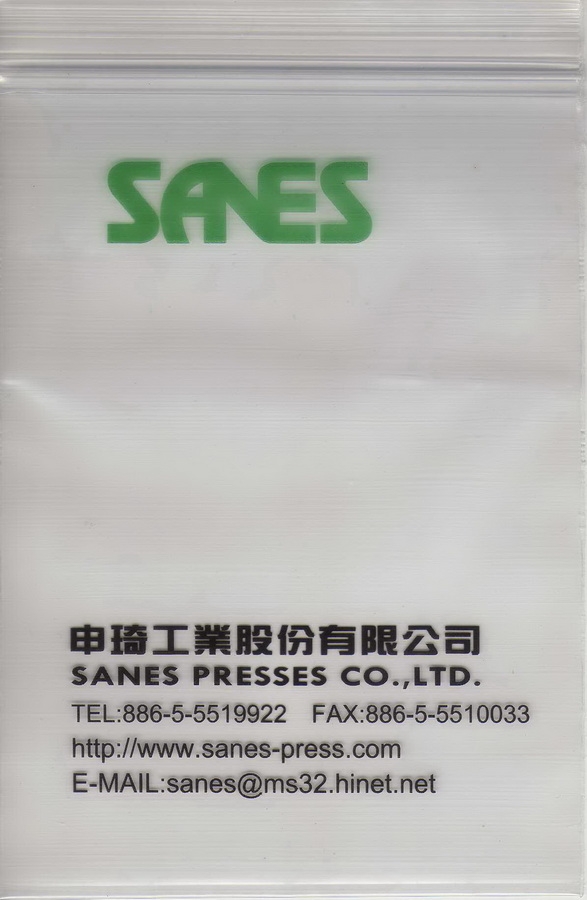 SANES
申琦工業股份有限公司
SANES PRESSES CO.,LTD.
TEL:886-5-5519922 FAX:886-5-5510033
http://www.sanes-press.com
E-MAIL:sanes@ms32.hinet.net